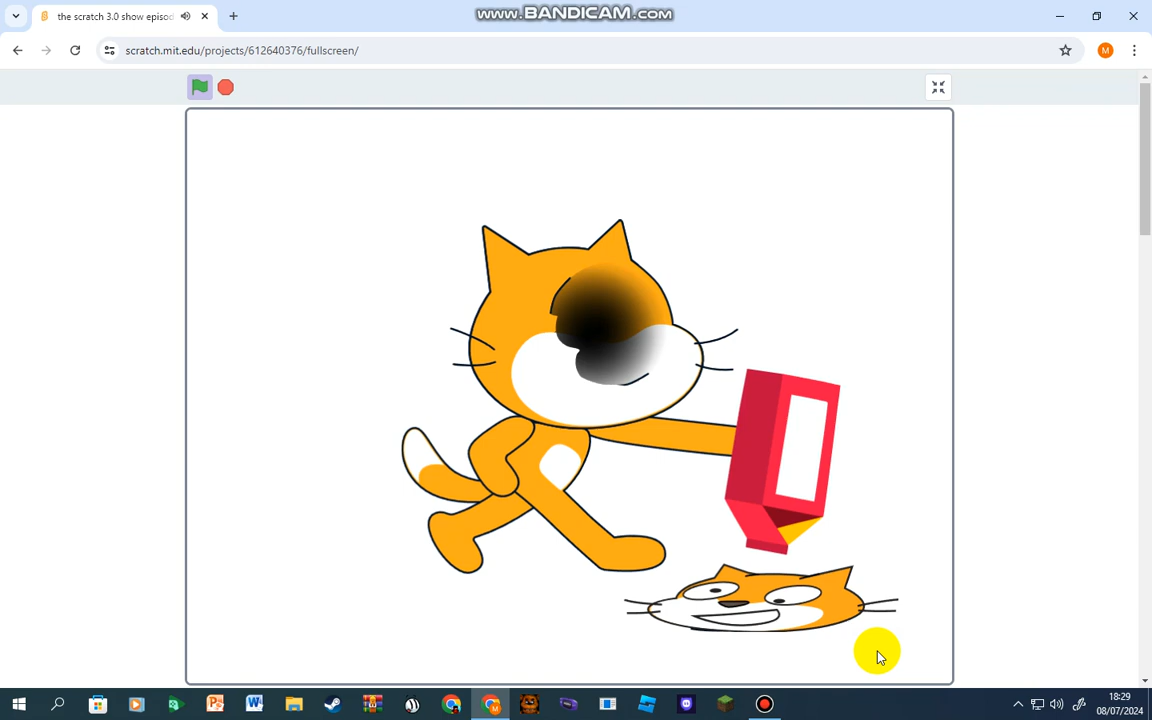 www.BANDICAM.com
the scratch 3.0 show episod
scratch.mit.edu/projects/612640376/fullscreen/
M
18:29
08/07/2024